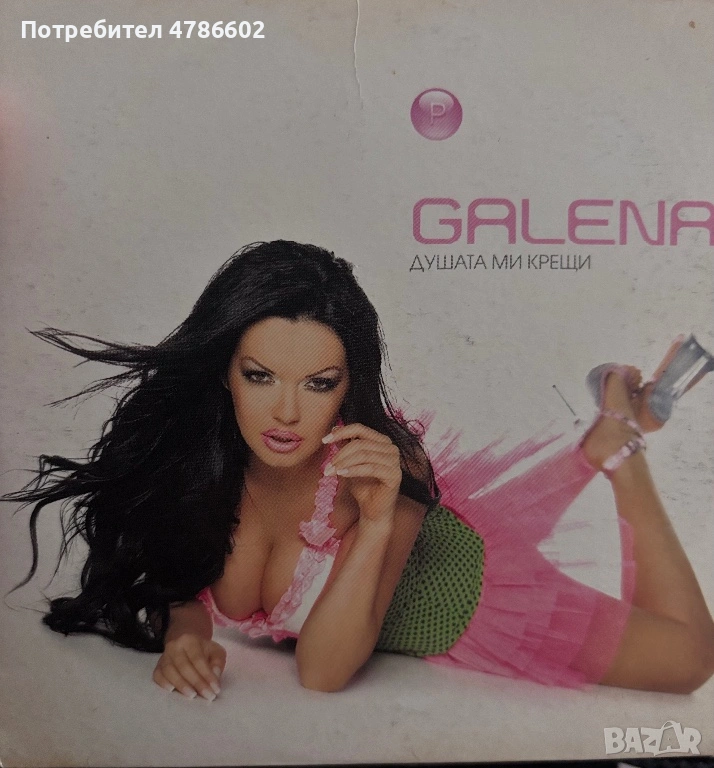 Потребител 4786602
P
GALENA
ДУШАТА МИ КРЕЩИ
BAZAR